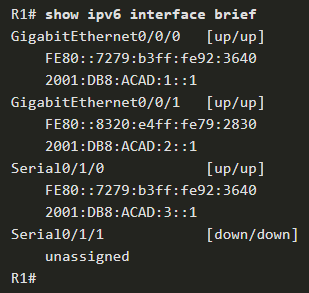 R1# show ipv6 interface brief
GigabitEthernet0/0/0   [up/up]
    FE80::7279:b3ff:fe92:3640
    2001:DB8:ACAD:1::1
GigabitEthernet0/0/1   [up/up]
    FE80::8320:e4ff:fe79:2830
    2001:DB8:ACAD:2::1
Serial0/1/0            [up/up]
    FE80::7279:b3ff:fe92:3640
    2001:DB8:ACAD:3::1
Serial0/1/1            [down/down]
    unassigned
R1#